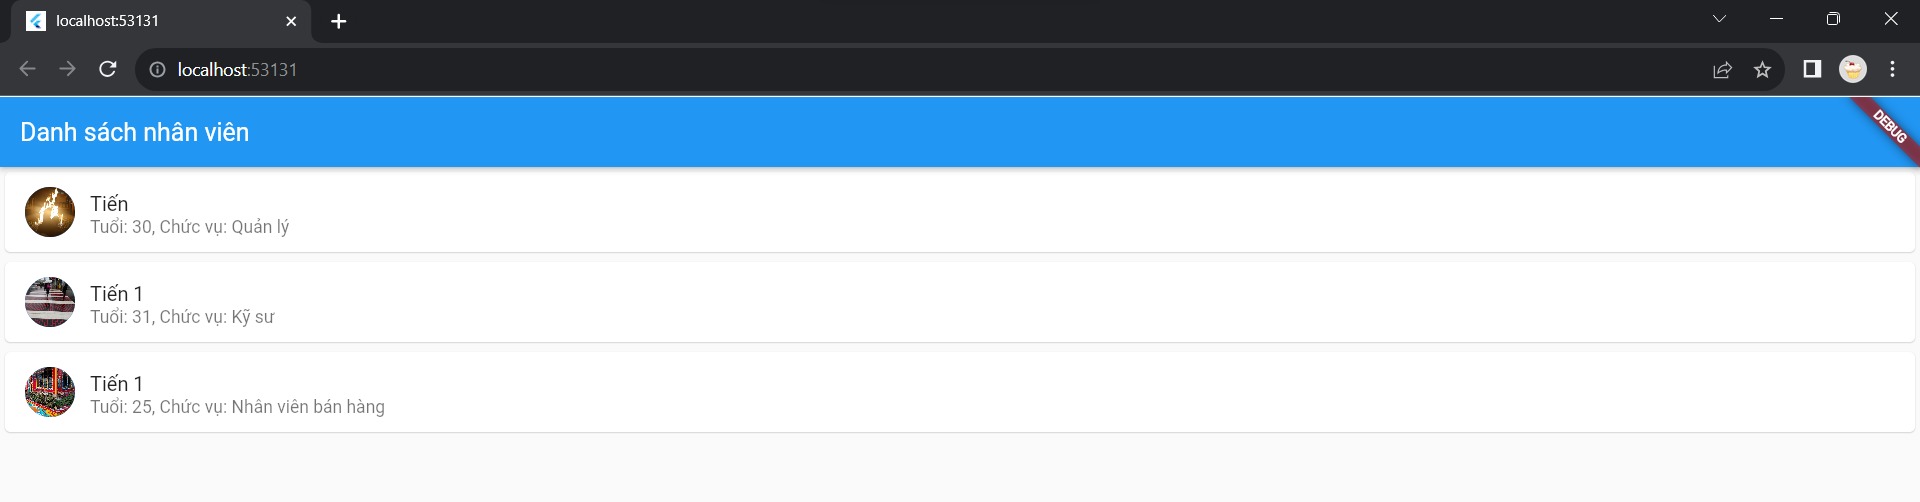 localhost:53131
localhost:53131
Danh sách nhân viên
DEBUG
Tiến
Tuổi: 30, Chức vụ: Quản lý
Tiến 1
Tuổi: 31, Chức vụ: Kỹ sư
Tiến 1
Tuổi: 25, Chức vụ: Nhân viên bán hàng